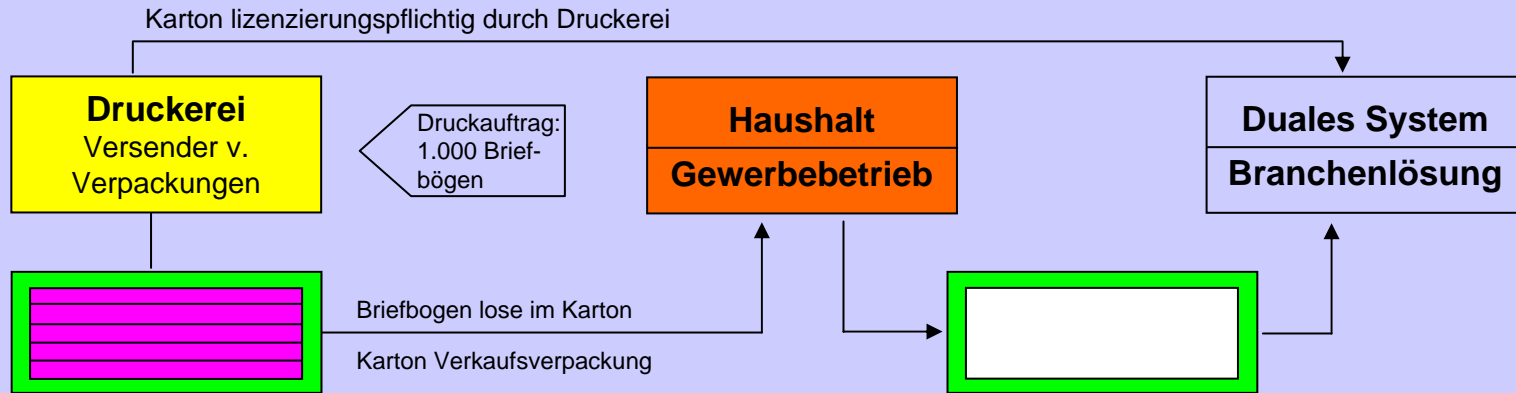 Karton lizenzierungspflichtig durch Druckerei
Druckerei
Versender v.
Verpackungen
Druckauftrag:
1.000 Brief-
bögen
Haushalt
Gewerbebetrieb
Duales System
Branchenlösung
Briefbogen lose im Karton
Karton Verkaufsverpackung